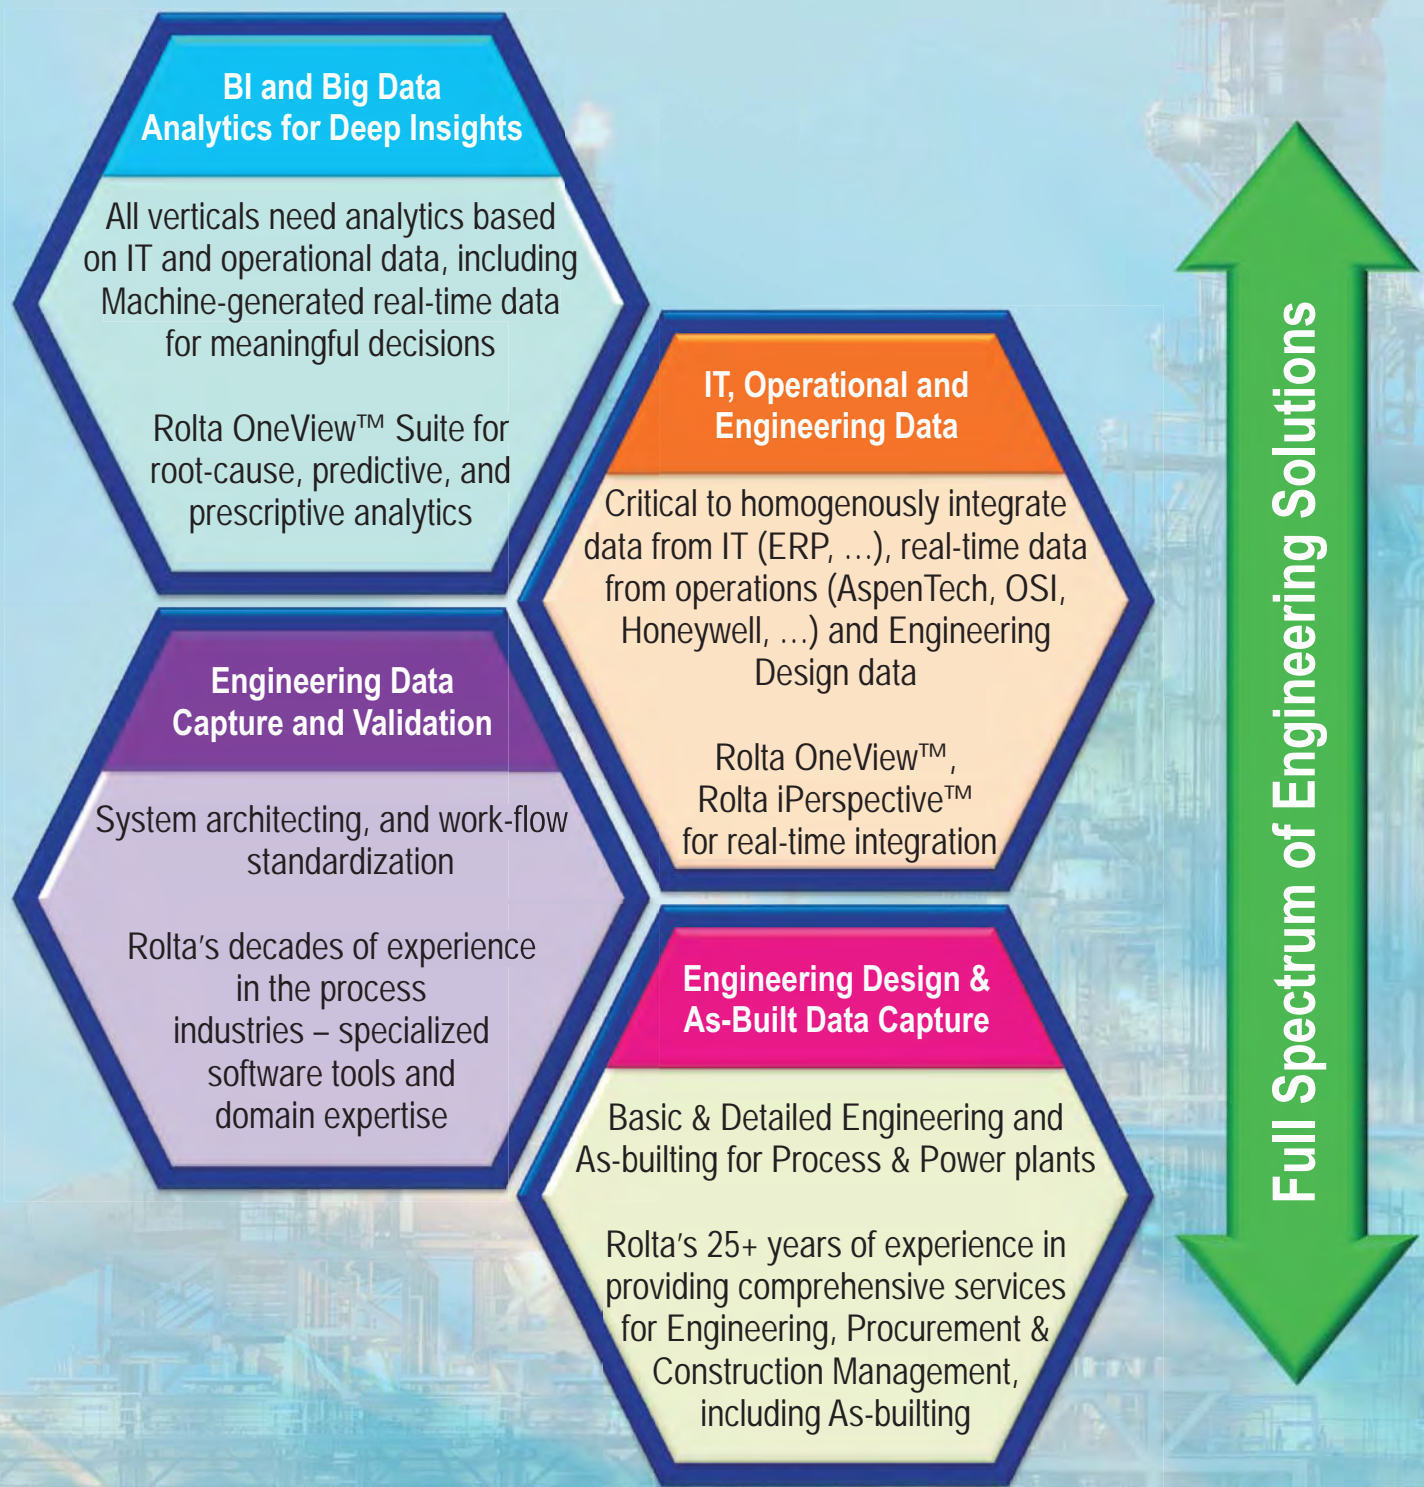 BI and Big Data
Analytics for Deep Insights
All verticals need analytics based
on IT and operational data, including
Machine-generated real-time data
for meaningful decisions
Rolta OneView™ Suite for
root-cause, predictive, and
prescriptive analytics
IT, Operational and
Engineering Data
Critical to homogenously integrate
data from IT (ERP, …), real-time data
from operations (AspenTech, OSI,
Honeywell, …) and Engineering
Design data
Rolta OneView™,
Rolta iPerspective™
for real-time integration
Engineering Data
Capture and Validation
System architecting, and work-flow
standardization
Rolta’s decades of experience
in the process
industries – specialized
software tools and
domain expertise
Engineering Design &
As-Built Data Capture
Basic & Detailed Engineering and
As-builting for Process & Power plants
Rolta’s 25+ years of experience in
providing comprehensive services
for Engineering, Procurement &
Construction Management,
including As-builting
Full Spectrum of Engineering Solutions